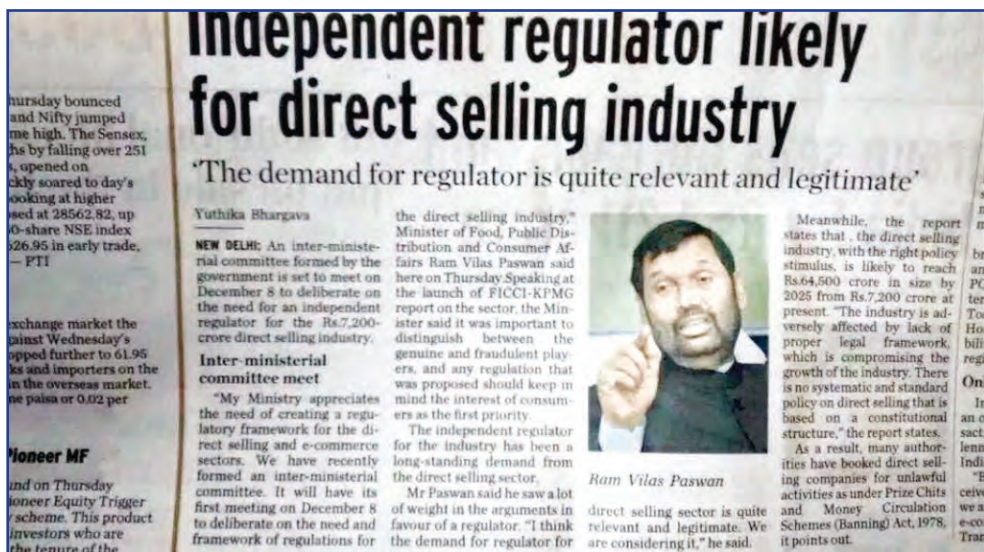 Independent regulator likely
for direct selling industry
‘The demand for regulator is quite relevant and legitimate’
Yuthika Bhargava
NEW DELHI: An inter-ministe-
rial committee formed by the
government is set to meet on
December 8 to deliberate on
the need for an independent
regulator for the Rs.7,200-
crore direct selling industry.
Inter-ministerial
committee meet
“My Ministry appreciates
the need of creating a regu-
latory framework for the di-
rect selling and e-commerce
sectors. We have recently
formed an inter-ministerial
committee. It will have its
first meeting on December 8
to deliberate on the need and
framework of regulations for
the direct selling industry,”
Minister of Food, Public Dis-
tribution and Consumer Af-
fairs Ram Vilas Paswan said
here on Thursday.Speaking at
the launch of FICCI-KPMG
report on the sector, the Min-
ister said it was important to
distinguish between the
genuine and fraudulent play-
ers, and any regulation that
was proposed should keep in
mind the interest of consum-
ers as the first priority.
The independent regulator
for the industry has been a
long-standing demand from
the direct selling sector.
Mr Paswan said he saw a lot
of weight in the arguments in
favour of a regulator. “I think
the demand for regulator for
Ram Vilas Paswan
direct selling sector is quite
relevant and legitimate. We
are considering it,” he said.
Meanwhile, the report
states that , the direct selling
industry, with the right policy
stimulus, is likely to reach
Rs.64,500 crore in size by
2025 from Rs.7,200 crore at
present. “The industry is ad-
versely affected by lack of
proper legal framework,
which is compromising the
growth of the industry. There
is no systematic and standard
policy on direct selling that is
based on a constitutional
structure,” the report states.
As a result, many author-
ities have booked direct sell-
ing companies for unlawful
activities as under Prize Chits
and Money Circulation
Schemes (Banning) Act, 1978,
it points out.
hursday bounced
and Nifty jumped
me high. The Sensex,
hs by falling over 251
s, opened on
ckly soared to day's
ooking at higher
sed at 28562.82, up
0-share NSE index
526.95 in early trade.
— PTI
exchange market the
gainst Wednesday's
opped further to 61.95
ks and importers on the
in the overseas market.
ne paisa or 0.02 per
Pioneer MF
und on Thursday
ioneer Equity Trigger
scheme. This product
investors who are
the tenure of the